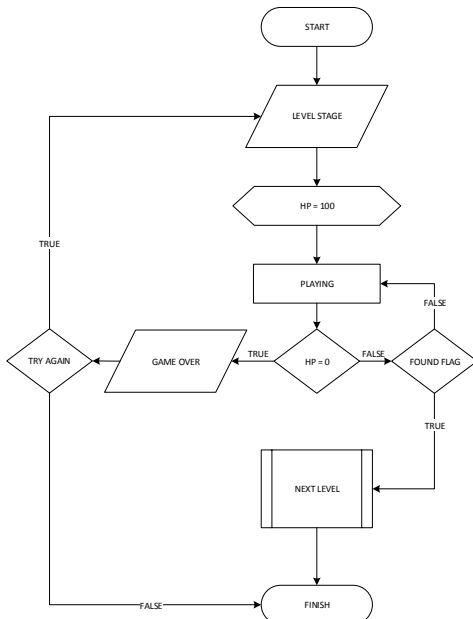 START
LEVEL STAGE
HP = 100
TRUE
PLAYING
FALSE
TRY AGAIN
GAME OVER
TRUE
HP = 0
FALSE
FOUND FLAG
TRUE
NEXT LEVEL
FALSE
FINISH